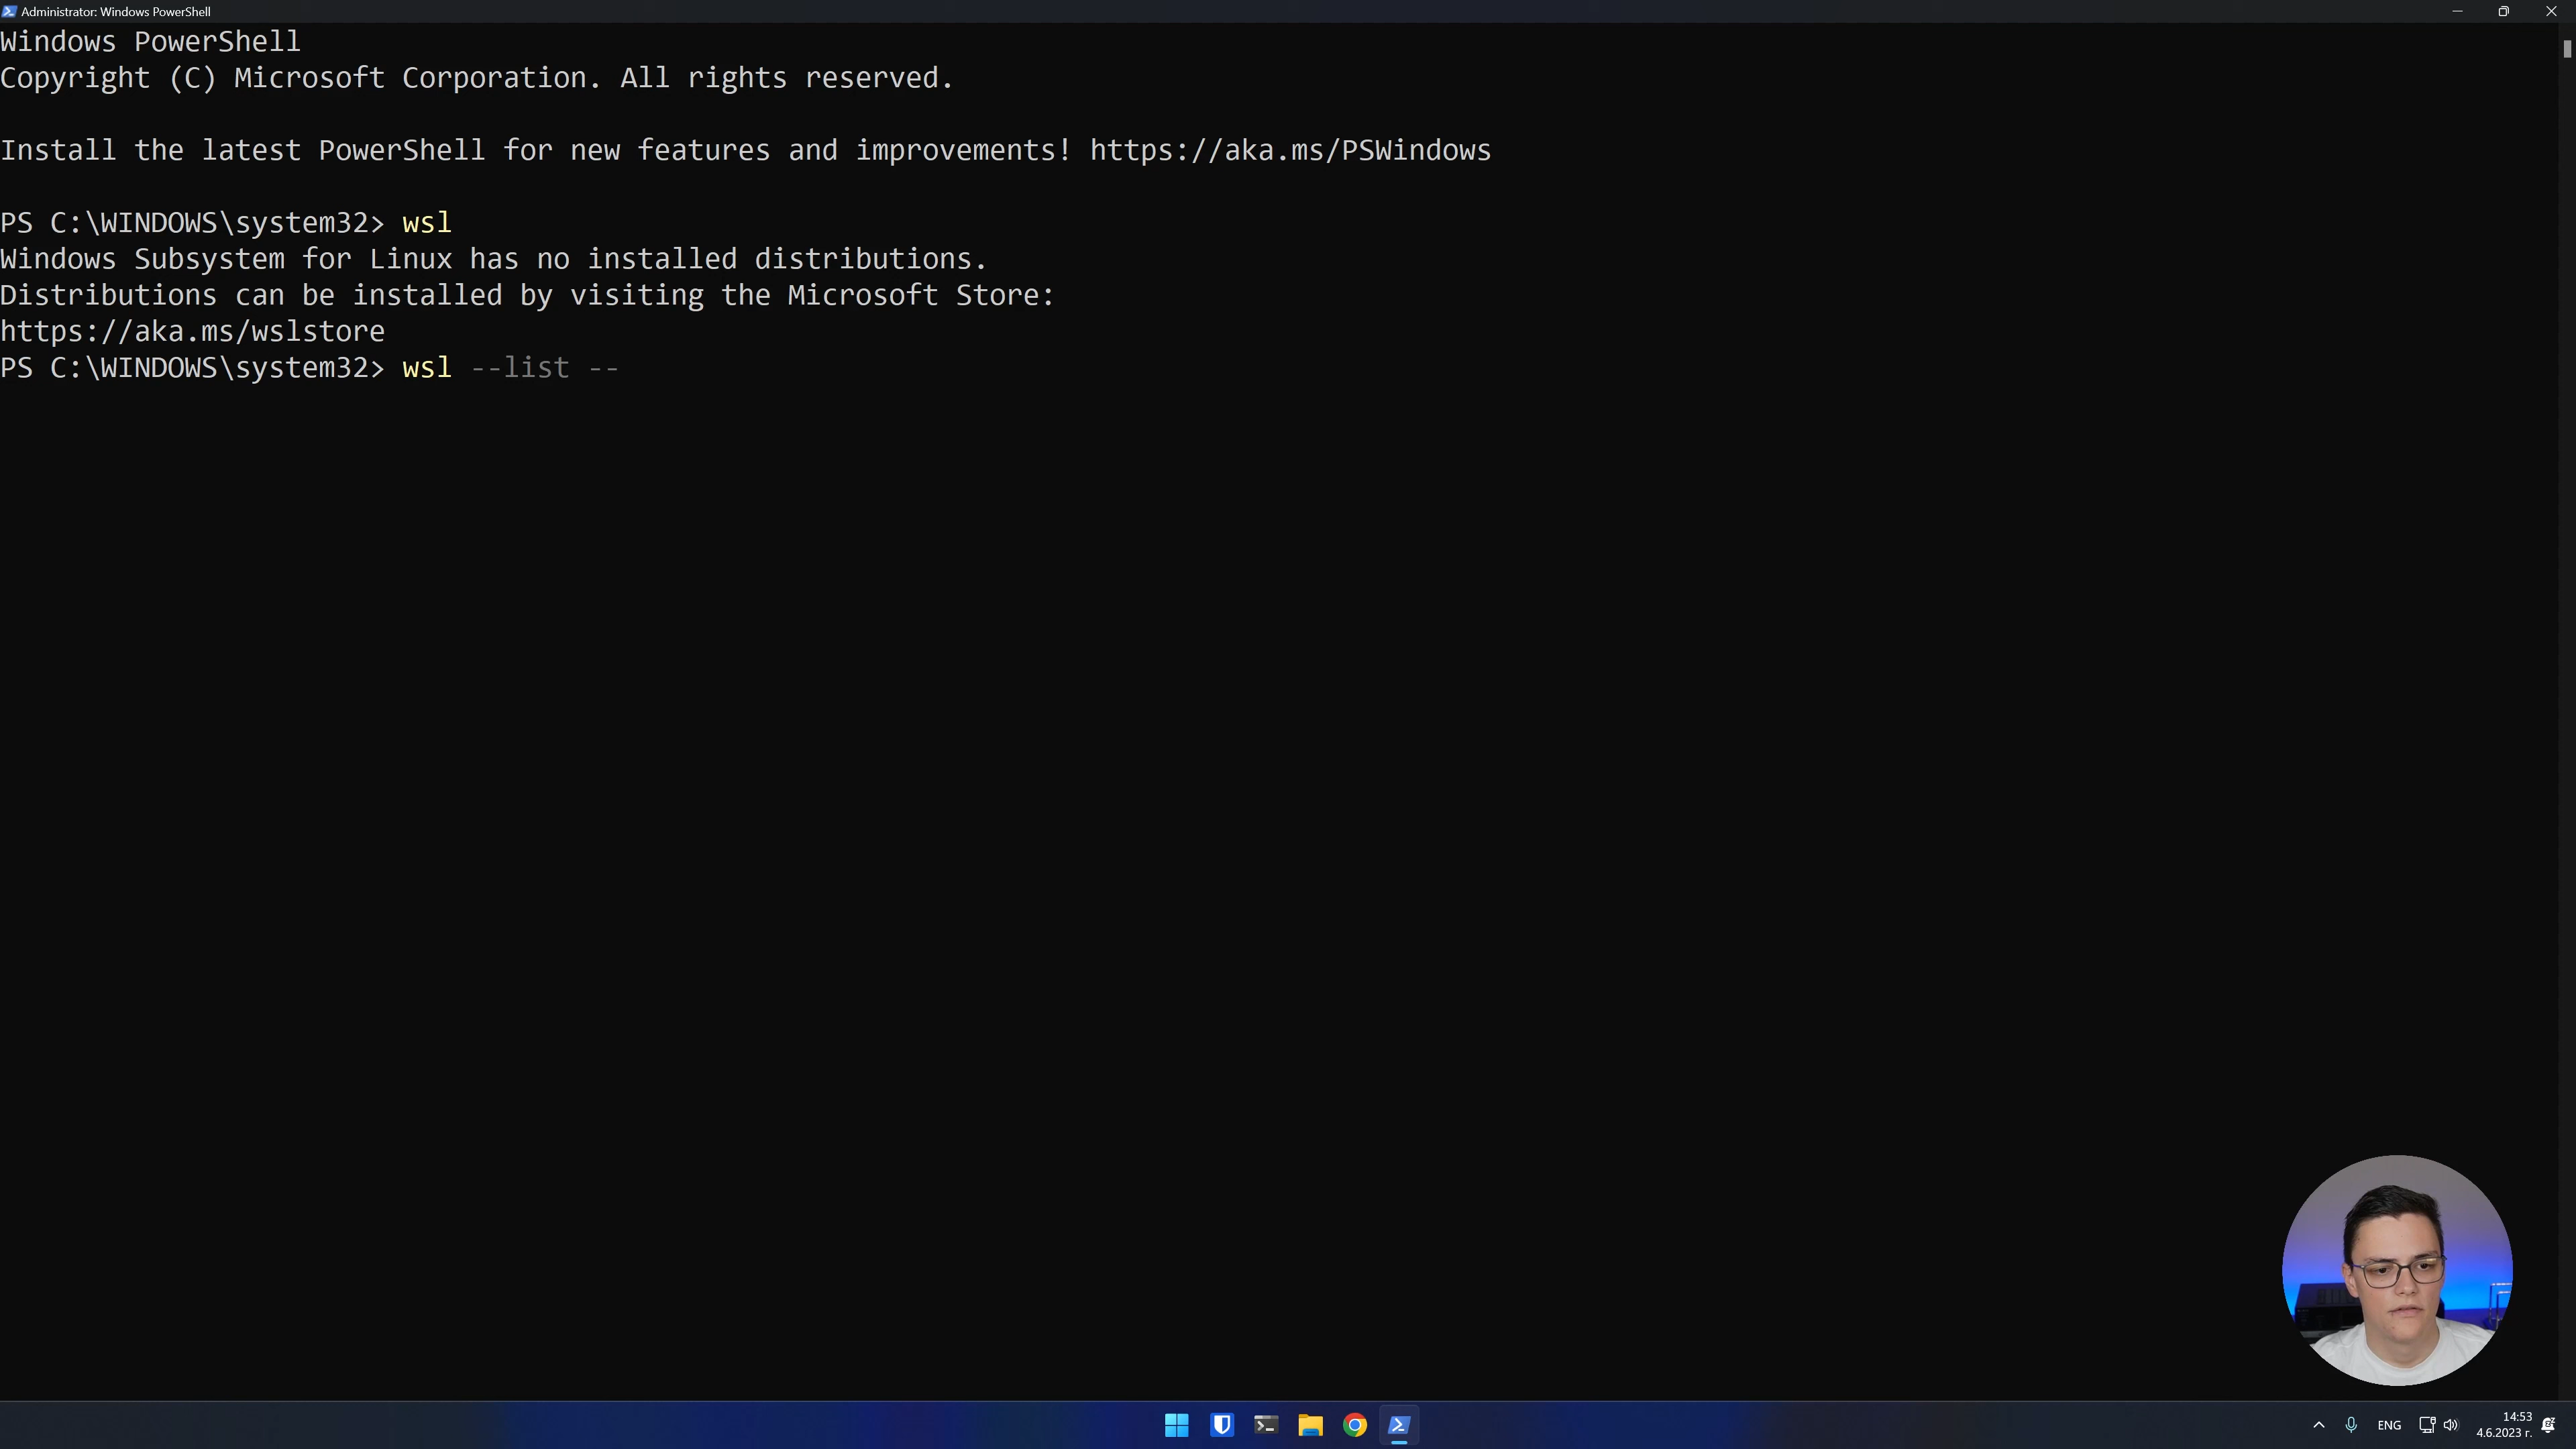 Administrator: Windows PowerShell
Windows PowerShell
Copyright (C) Microsoft Corporation. All rights reserved.
Install the latest PowerShell for new features and improvements! https://aka.ms/PSWindows
PS C:\WINDOWS\system32> wsl
Windows Subsystem for Linux has no installed distributions.
Distributions can be installed by visiting the Microsoft Store:
https://aka.ms/wslstore
PS C:\WINDOWS\system32> wsl --list --
ENG
14:53
4.6.2023 г.